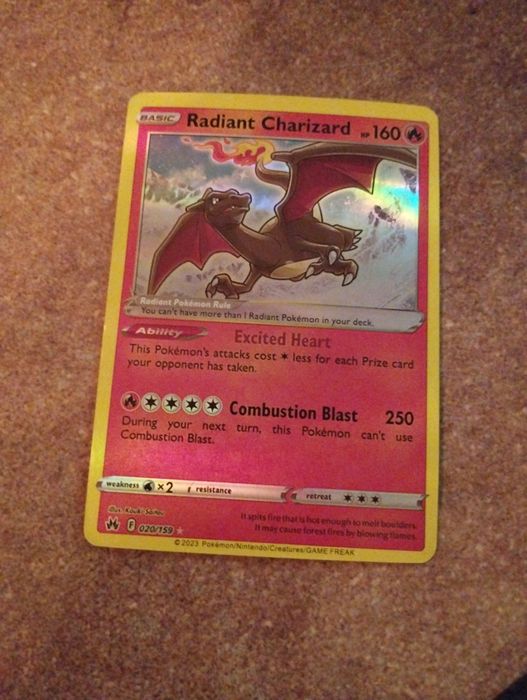 BASIC Radiant Charizard HP 160
Radiant Pokémon Rule
You can't have more than 1 Radiant Pokémon in your deck.
Ability Excited Heart
This Pokémon's attacks cost less for each Prize card
your opponent has taken.
Combustion Blast 250
During your next turn, this Pokémon can't use
Combustion Blast.
weakness ×2 resistance retreat
Illus. Kouki Saitou
F 020/159
It spits fire that is hot enough to melt boulders.
It may cause forest fires by blowing flames.
©2023 Pokémon/Nintendo/Creatures/GAME FREAK